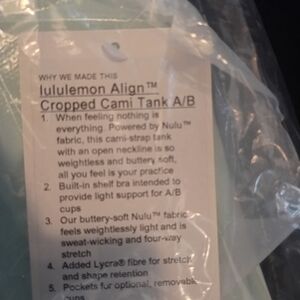 WHY WE MADE THIS
lululemon Align™
Cropped Cami Tank A/B
1. When feeling nothing is
everything. Powered by Nulu™
fabric, this cami-strap tank
with an open neckline is so
weightless and buttery soft,
all you feel is your practice
2. Built-in shelf bra intended to
provide light support for A/B
cups
3. Our buttery-soft Nulu™ fabric
feels weightlessly light and is
sweat-wicking and four-way
stretch
4. Added Lycra® fibre for stretch
and shape retention
5. Pockets for optional, removable
cups